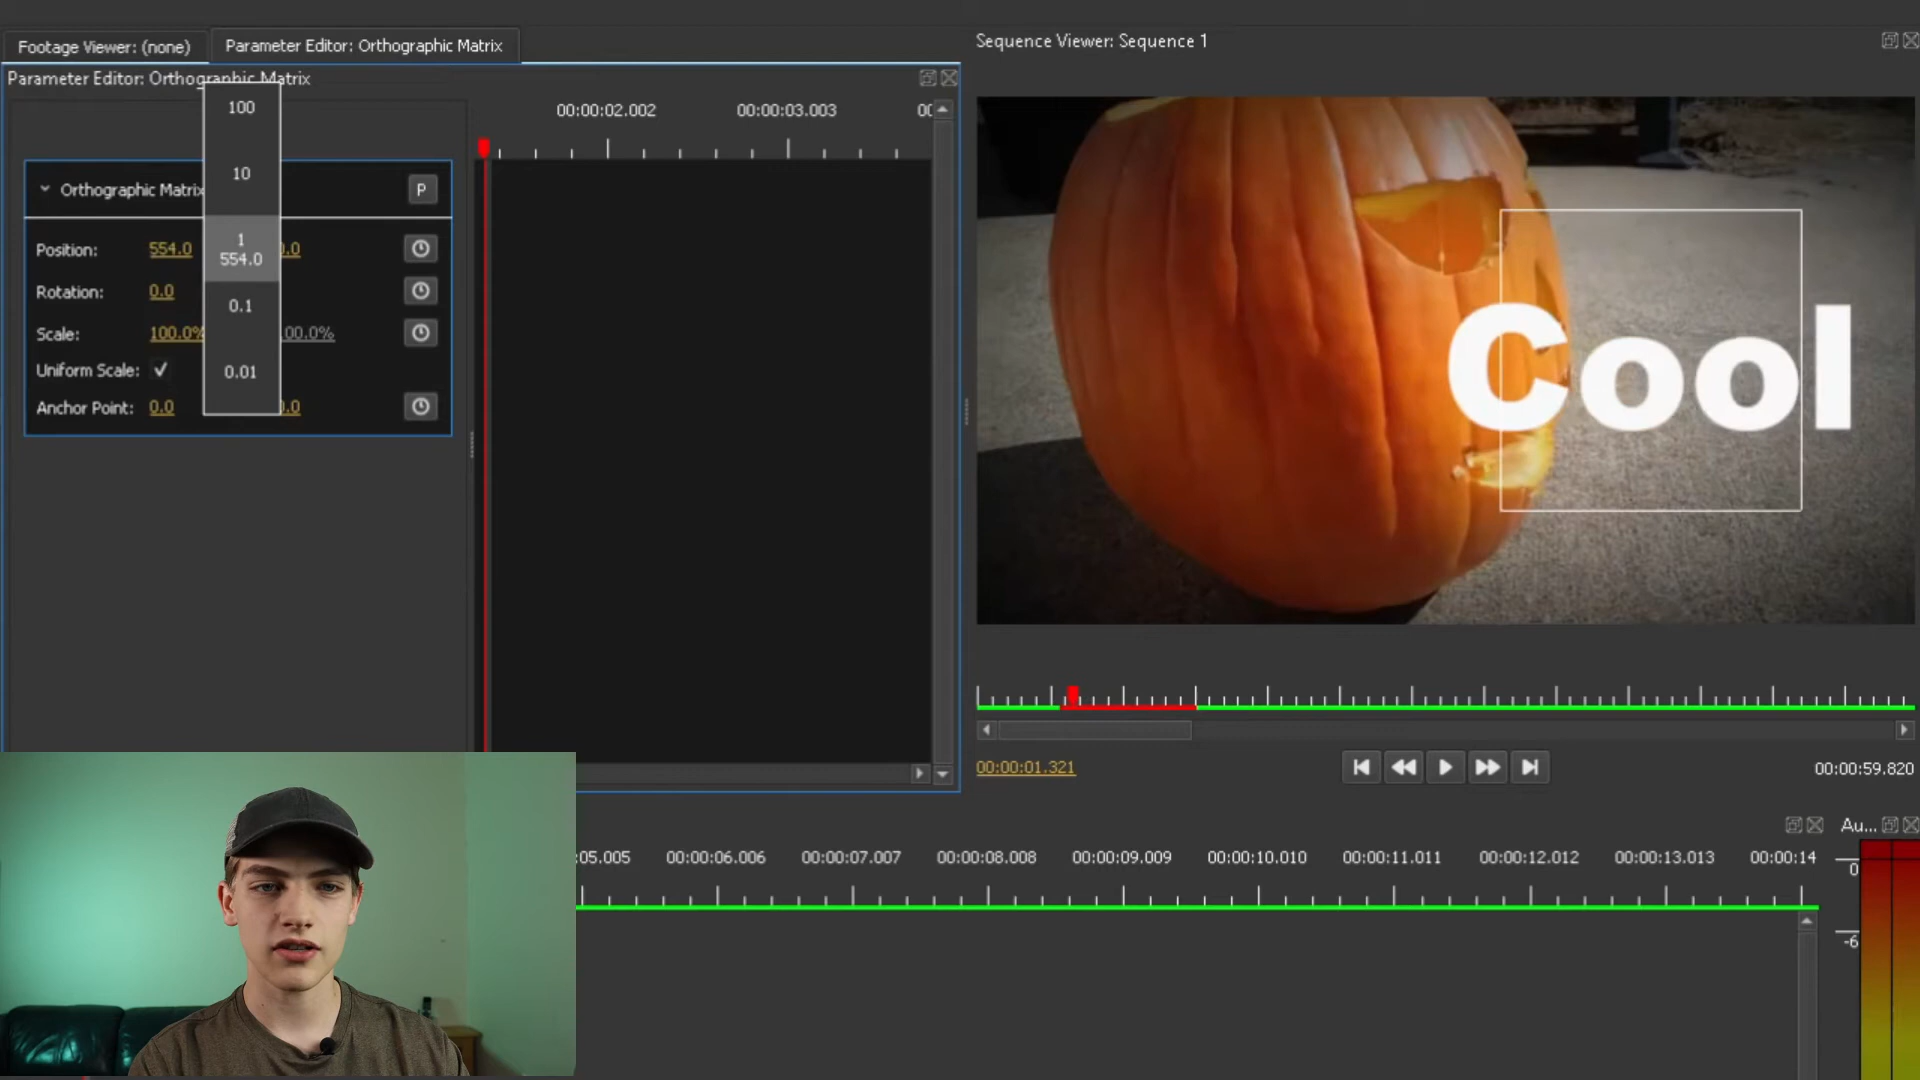 Footage Viewer: (none)
Parameter Editor: Orthographic Matrix
Sequence Viewer: Sequence 1
Parameter Editor: Orthographic Matrix
00:00:02.002
00:00:03.003
100
10
1
554.0
0.1
0.01
Orthographic Matrix
P
Position:
554.0
0.0
Rotation:
0.0
Scale:
100.0%
00.0%
Uniform Scale:
Anchor Point:
0.0
0.0
Cool
00:00:01.321
00:00:59.820
Au...
:05.005
00:00:06.006
00:00:07.007
00:00:08.008
00:00:09.009
00:00:10.010
00:00:11.011
00:00:12.012
00:00:13.013
00:00:14
0
-6